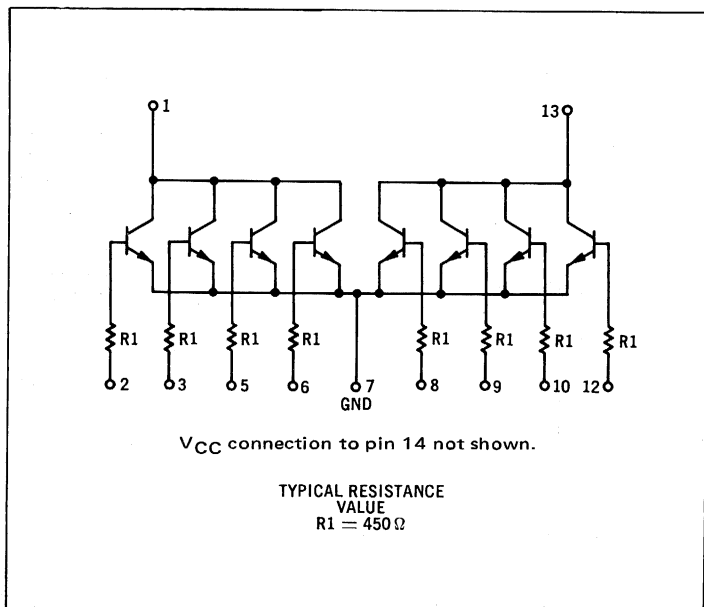 1
13
R1 R1 R1 R1 R1 R1 R1 R1
2 3 5 6 7 8 9 10 12
GND
VCC connection to pin 14 not shown.
TYPICAL RESISTANCE
VALUE
R1 = 450 Ω